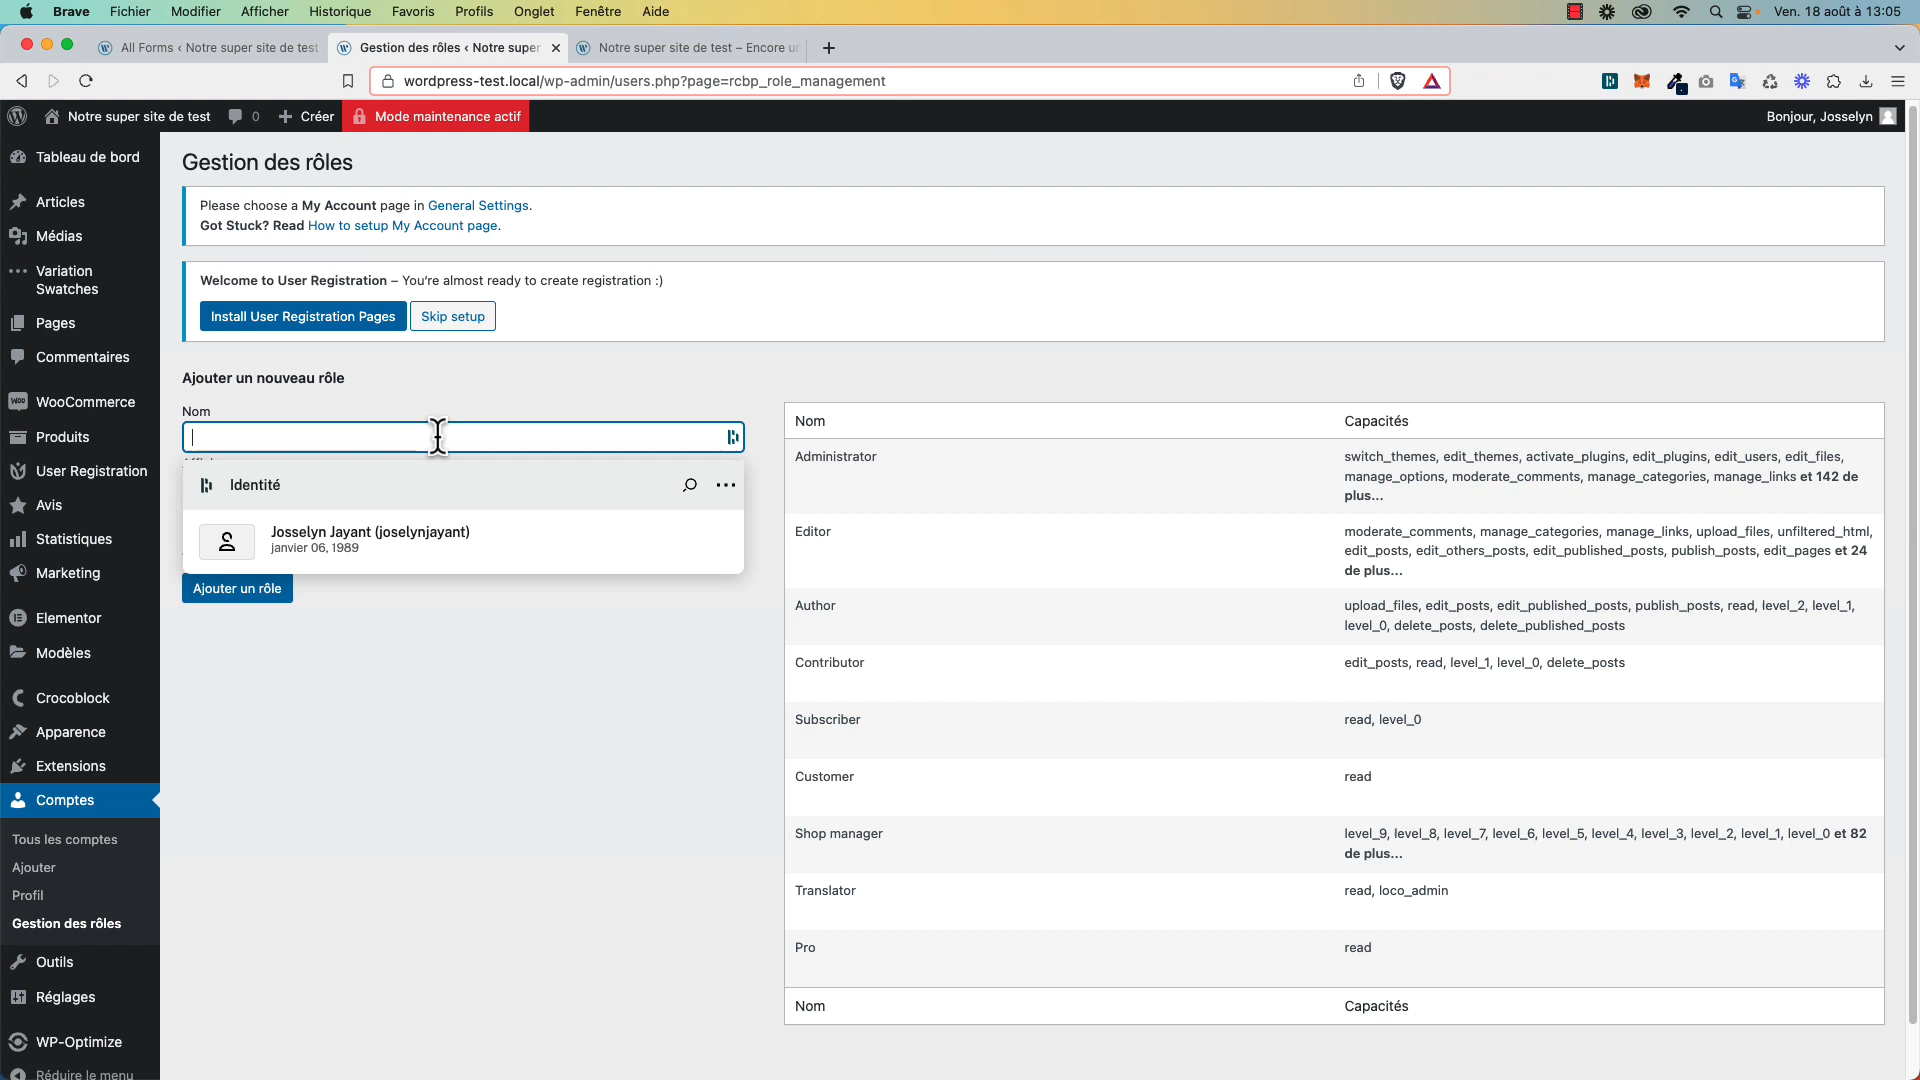 Brave Fichier Modifier Afficher Historique Favoris Profils Onglet Fenêtre Aide Ven. 18 août à 13:05
All Forms ‹ Notre super site de test
Gestion des rôles ‹ Notre super
Notre super site de test – Encore un
wordpress-test.local/wp-admin/users.php?page=rcbp_role_management
Notre super site de test 0 Créer Mode maintenance actif Bonjour, Josselyn
Tableau de bord
Articles
Médias
Variation
Swatches
Pages
Commentaires
WooCommerce
Produits
User Registration
Avis
Statistiques
Marketing
Elementor
Modèles
Crocoblock
Apparence
Extensions
Comptes
Tous les comptes
Ajouter
Profil
Gestion des rôles
Outils
Réglages
WP-Optimize
Réduire le menu
Gestion des rôles
Please choose a My Account page in General Settings.
Got Stuck? Read How to setup My Account page.
Welcome to User Registration – You're almost ready to create registration :)
Install User Registration Pages Skip setup
Ajouter un nouveau rôle
Nom
Identité
Josselyn Jayant (joselynjayant)
janvier 06, 1989
Ajouter un rôle
Nom Capacités
Administrator switch_themes, edit_themes, activate_plugins, edit_plugins, edit_users, edit_files,
manage_options, moderate_comments, manage_categories, manage_links et 142 de
plus...
Editor moderate_comments, manage_categories, manage_links, upload_files, unfiltered_html,
edit_posts, edit_others_posts, edit_published_posts, publish_posts, edit_pages et 24
de plus...
Author upload_files, edit_posts, edit_published_posts, publish_posts, read, level_2, level_1,
level_0, delete_posts, delete_published_posts
Contributor edit_posts, read, level_1, level_0, delete_posts
Subscriber read, level_0
Customer read
Shop manager level_9, level_8, level_7, level_6, level_5, level_4, level_3, level_2, level_1, level_0 et 82
de plus...
Translator read, loco_admin
Pro read
Nom Capacités